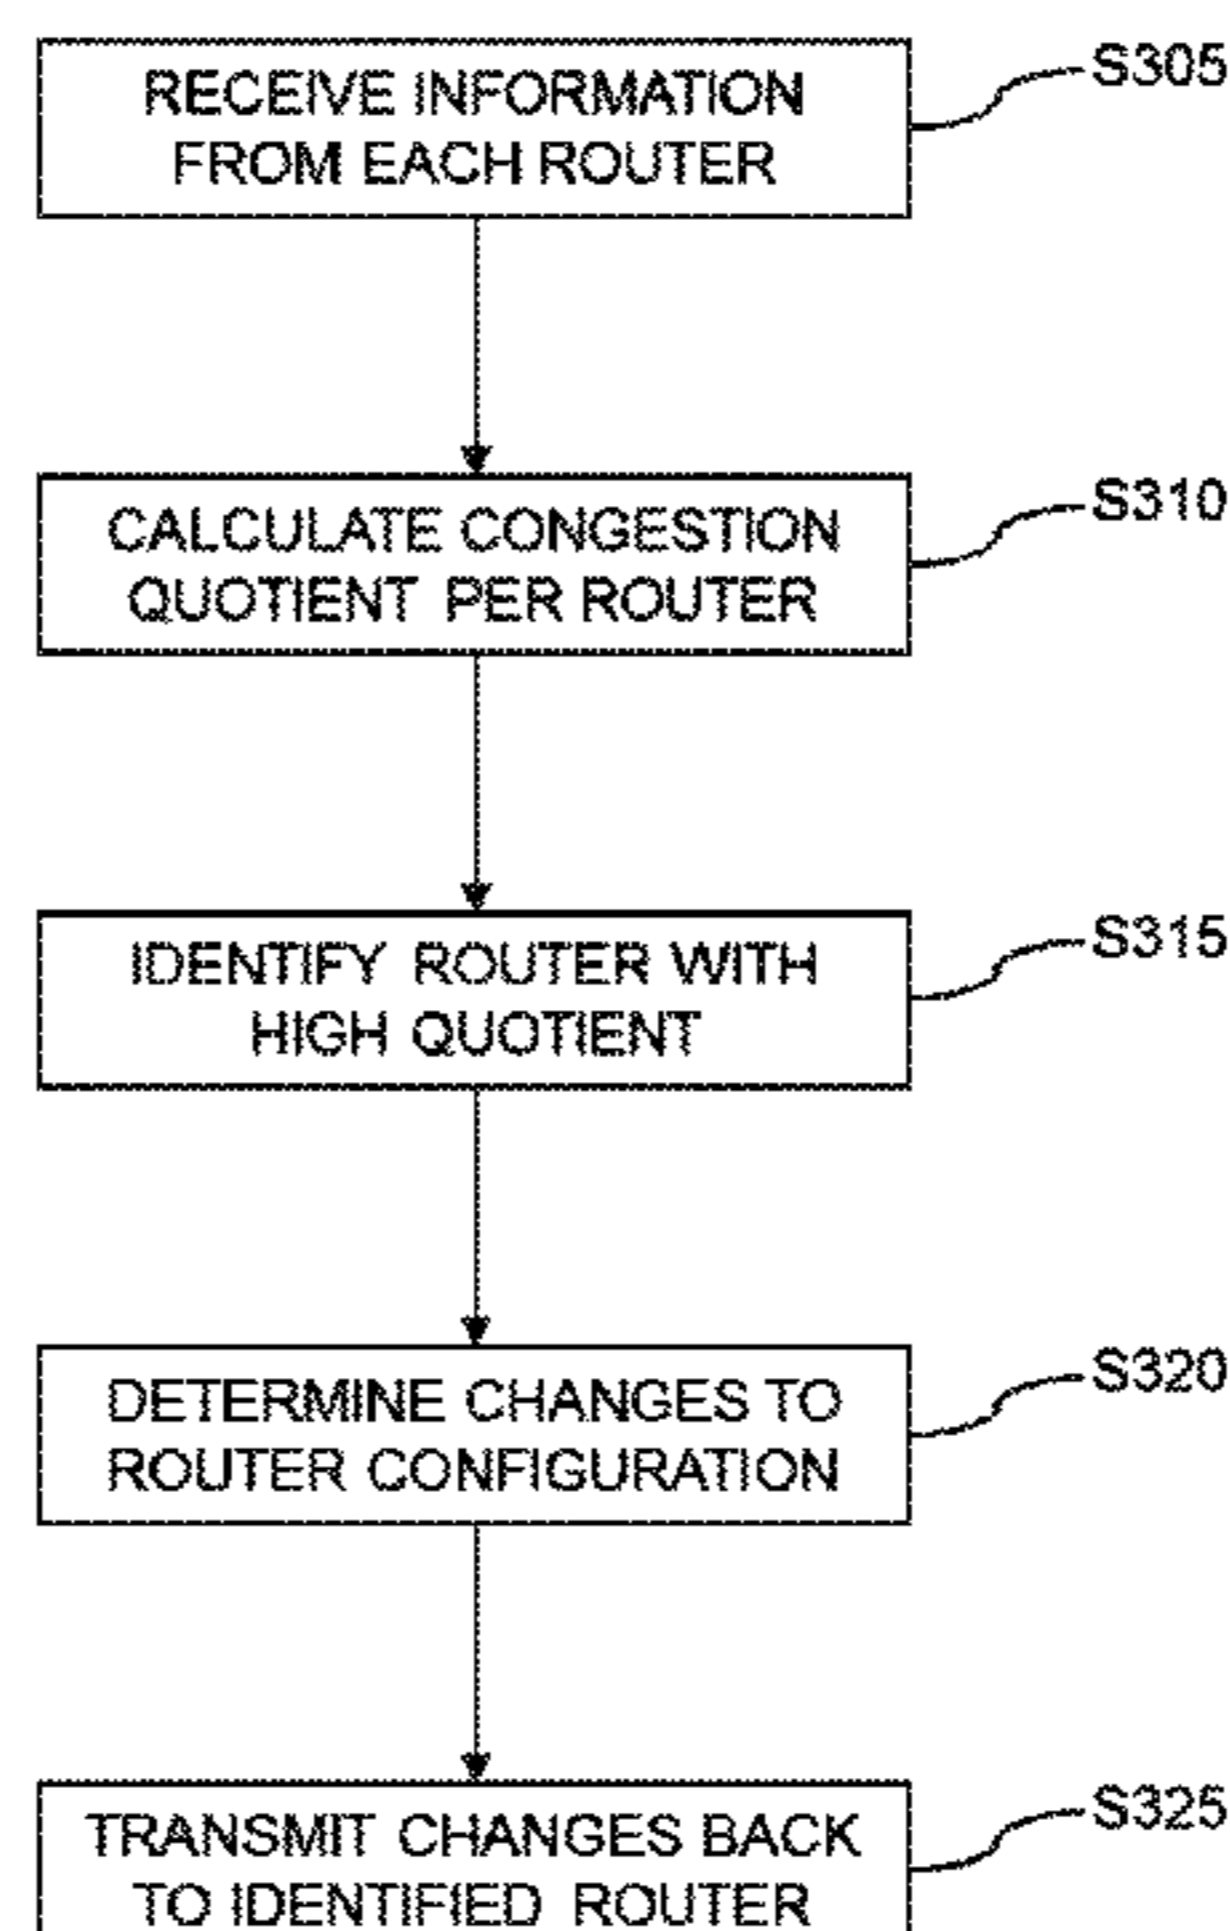 RECEIVE INFORMATION
FROM EACH ROUTER
S305
CALCULATE CONGESTION
QUOTIENT PER ROUTER
S310
IDENTIFY ROUTER WITH
HIGH QUOTIENT
S315
DETERMINE CHANGES TO
ROUTER CONFIGURATION
S320
TRANSMIT CHANGES BACK
TO IDENTIFIED ROUTER
S325